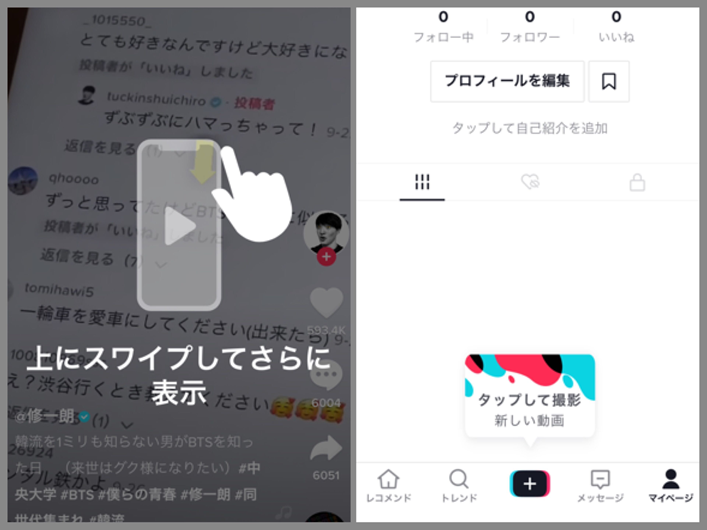 _1015550_
とても好きなんですけど大好きにな
投稿者が「いいね」しました
tuckinshuichiro · 投稿者
ずぶずぶにハマっちゃって! 9-2
返信を見る (1)
qhoooo
ずっと思ってたけどBTS
投稿者が「いいね」しました
返信を見る (7)
tomihawi5
一輪車を愛車にしてください(出来たら) 9-
593.4K
上にスワイプしてさらに
表示
え?渋谷行くとき
ください🥰🥰🥰
(1)
6004
@修一朗
韓流を1ミリも知らない男がBTSを知っ
た日 (来世はグク様になりたい) #中
央大学 #BTS #僕らの青春 #修一朗 #同
世代集まれ #韓流
6051
0 0 0
フォロー中 フォロワー いいね
プロフィールを編集
タップして自己紹介を追加
タップして撮影
新しい動画
レコメンド トレンド メッセージ マイページ